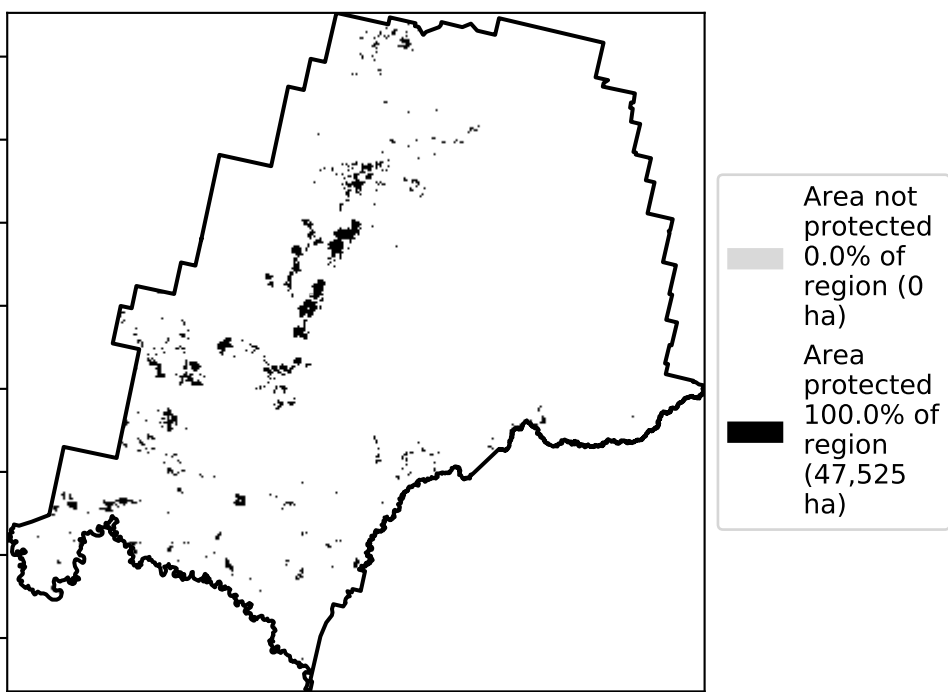 Area not
protected
0.0% of
region (0
ha)
Area
protected
100.0% of
region
(47,525
ha)